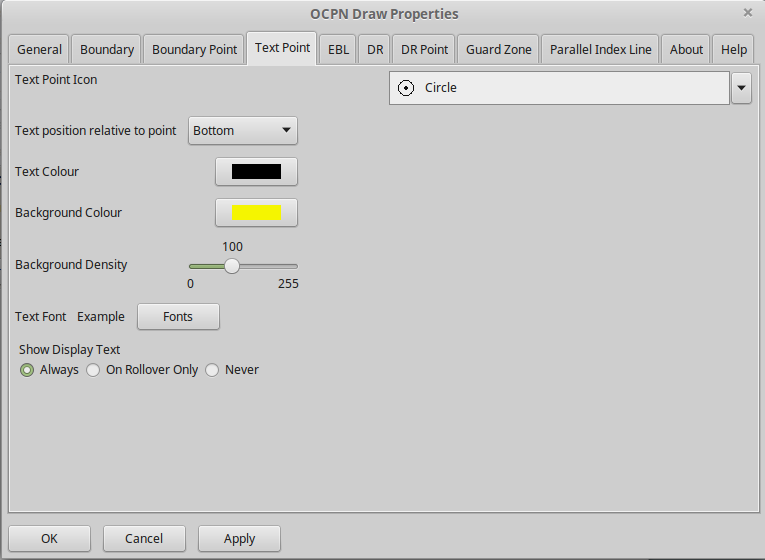 OCPN Draw Properties
General Boundary Boundary Point Text Point EBL DR DR Point Guard Zone Parallel Index Line About Help
Text Point Icon Circle
Text position relative to point Bottom
Text Colour
Background Colour
100
Background Density
0 255
Text Font Example Fonts
Show Display Text
Always On Rollover Only Never
OK Cancel Apply